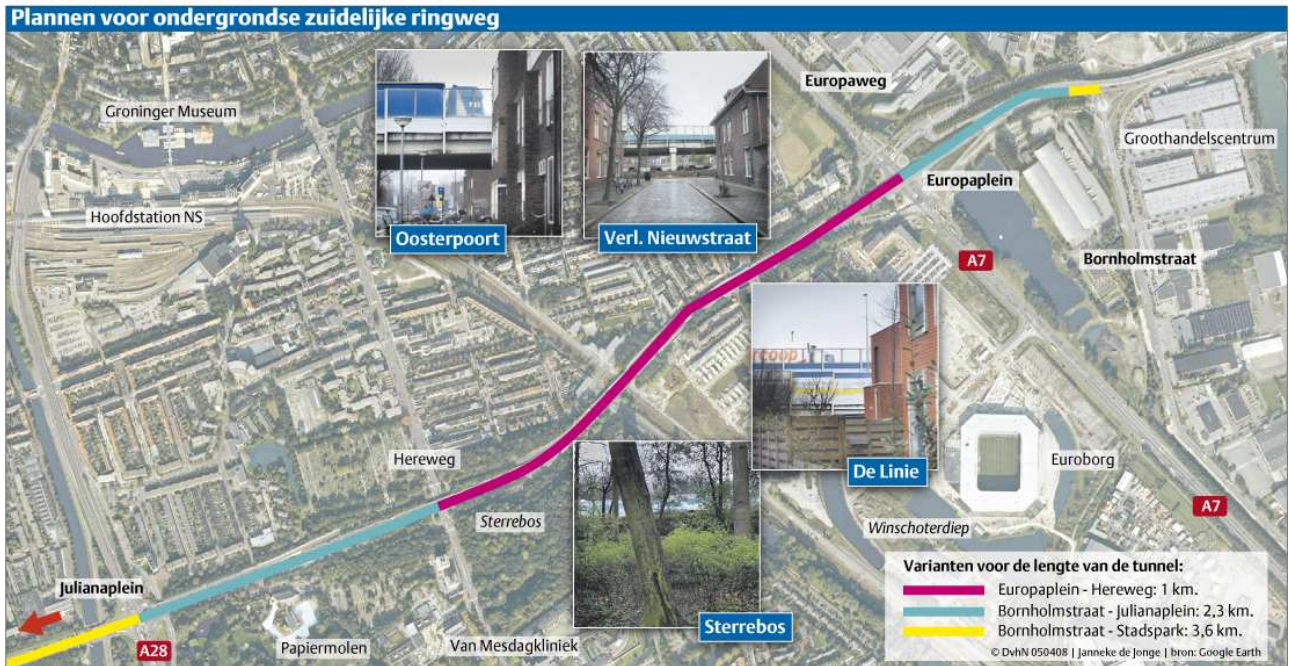 Plannen voor ondergrondse zuidelijke ringweg
Groninger Museum
Europaweg
Groothandelscentrum
Europaplein
Hoofdstation NS
Oosterpoort
Verl. Nieuwstraat
A7
Bornholmstraat
Hereweg
De Linie
Euroborg
A7
Sterrebos
Winschoterdiep
Julianaplein
A28
Papiermolen
Van Mesdagkliniek
Sterrebos
Varianten voor de lengte van de tunnel:
Europaplein - Hereweg: 1 km.
Bornholmstraat - Julianaplein: 2,3 km.
Bornholmstraat - Stadspark: 3,6 km.
© DvhN 050408 | Janneke de Jonge | bron: Google Earth